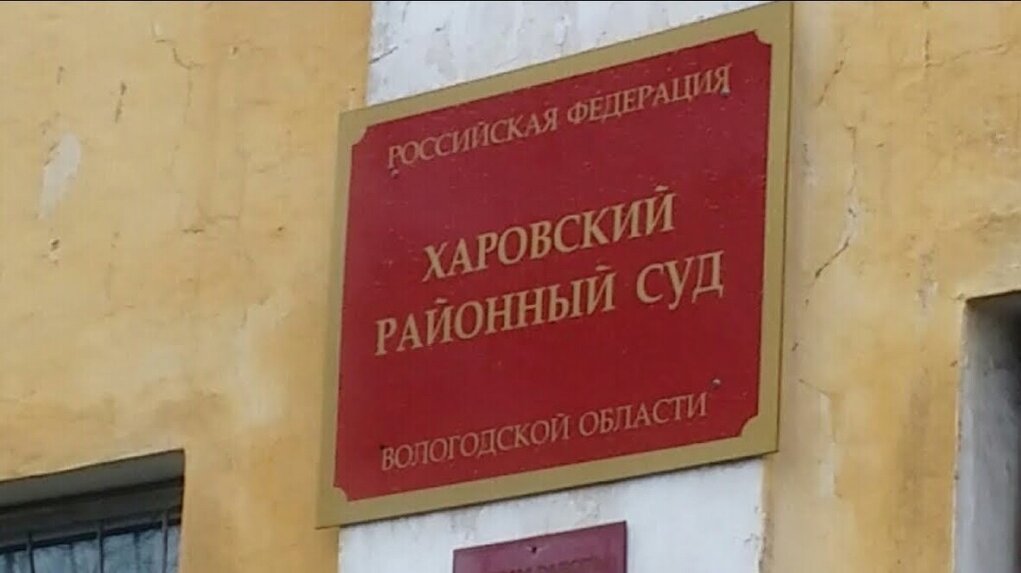 РОССИЙСКАЯ ФЕДЕРАЦИЯ
ХАРОВСКИЙ
РАЙОННЫЙ СУД
ВОЛОГОДСКОЙ ОБЛАСТИ